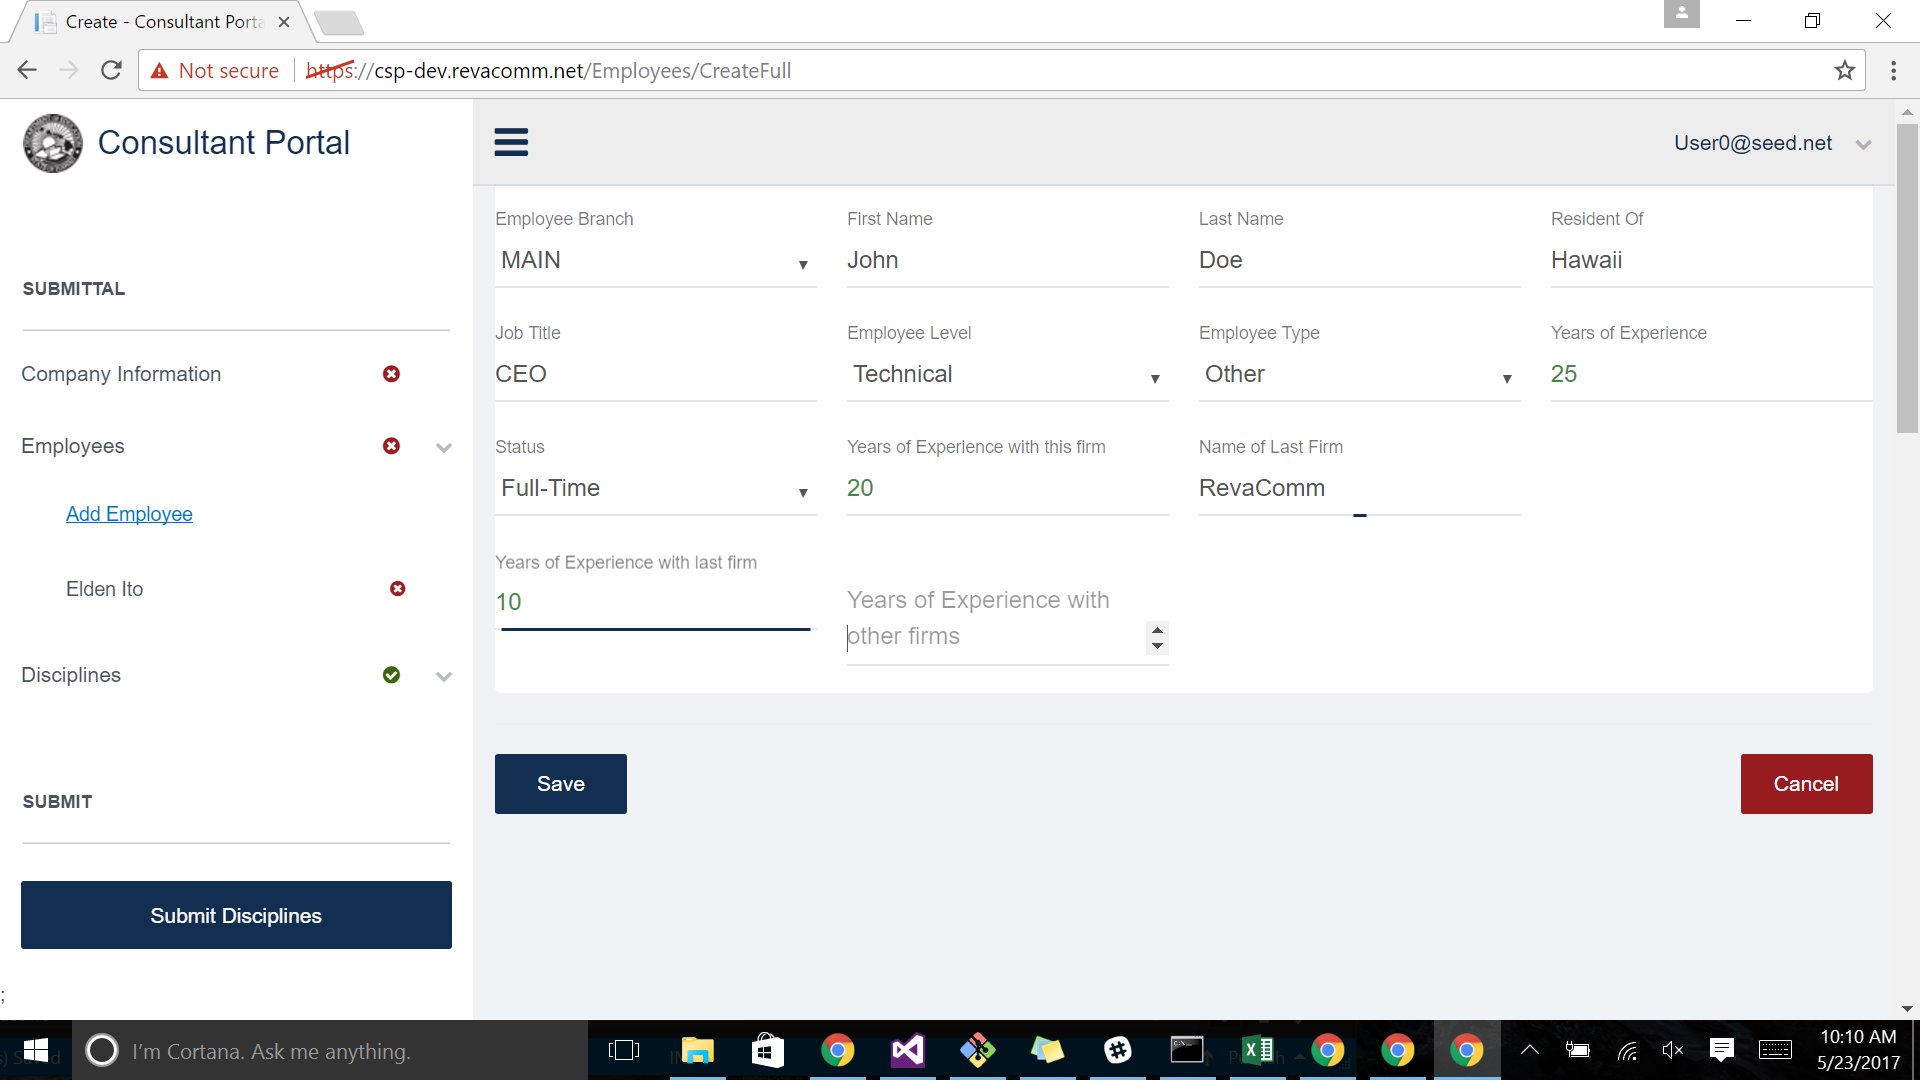 Create - Consultant Porta
Not secure
https://csp-dev.revacomm.net/Employees/CreateFull
Consultant Portal
User0@seed.net
SUBMITTAL
Company Information
Employees
Add Employee
Elden Ito
Disciplines
SUBMIT
Submit Disciplines
;
Employee Branch
MAIN
First Name
John
Last Name
Doe
Resident Of
Hawaii
Job Title
CEO
Employee Level
Technical
Employee Type
Other
Years of Experience
25
Status
Full-Time
Years of Experience with this firm
20
Name of Last Firm
RevaComm
Years of Experience with last firm
10
Years of Experience with
other firms
Save
Cancel
I'm Cortana. Ask me anything.
10:10 AM
5/23/2017